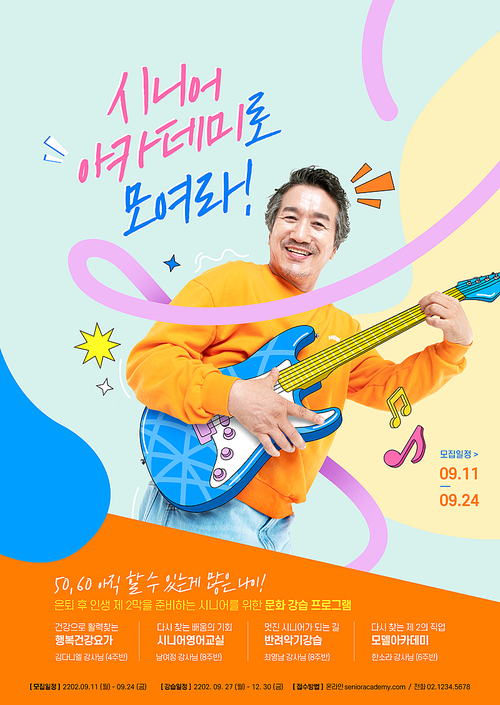 시니어
아카데미로
모여라!
모집일정 >
09.11
09.24
50, 60 아직 할 수 있는게 많은 나이!
은퇴 후 인생 제 2막을 준비하는 시니어를 위한 문화 강습 프로그램
건강으로 활력찾는
행복건강요가
김다니엘 강사님 (4주반)
다시 찾는 배움의 기회
시니어영어교실
남여정 강사님 (8주반)
멋진 시니어가 되는 길
반려악기강습
최영남 강사님 (8주반)
다시 찾는 제 2의 직업
모델아카데미
한소라 강사님 (6주반)
[ 모집일정 ] 2202.09.11 (월) - 09.24 (금) [ 강습일정 ] 2202. 09. 27 (월) - 12. 30 (금) [ 접수방법 ] 온라인 senioracademy.com / 전화 02.1234.5678